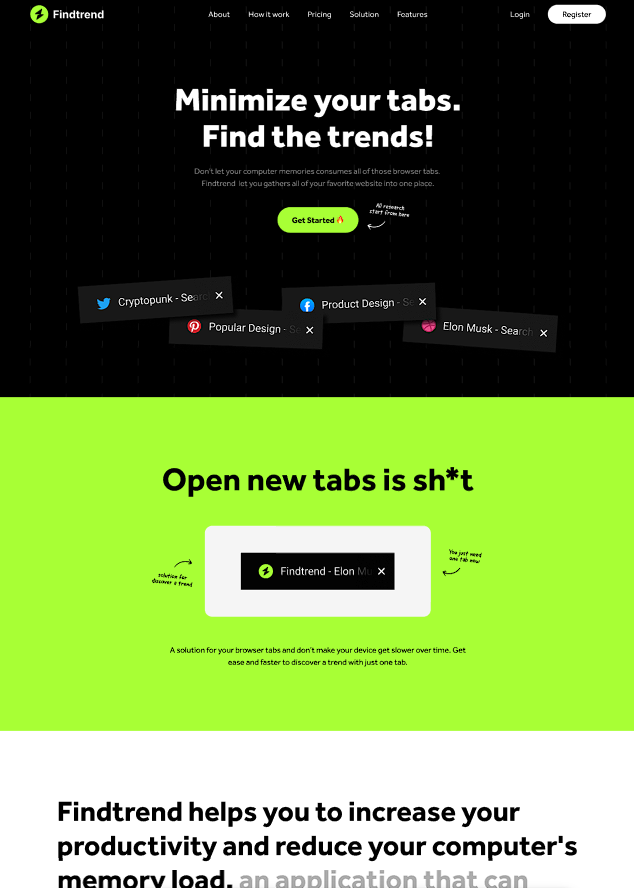 Findtrend
About
How it work
Pricing
Solution
Features
Login
Register
Minimize your tabs.
Find the trends!
Don't let your computer memories consumes all of those browser tabs.
Findtrend let you gathers all of your favorite website into one place.
Get Started
All research
start from here
Cryptopunk - Search
Product Design - Se
Popular Design - S
Elon Musk - Search
Open new tabs is sh*t
You just need
one tab now
Findtrend - Elon Mu
solution for
discover a trend
A solution for your browser tabs and don't make your device get slower over time. Get
ease and faster to discover a trend with just one tab.
Findtrend helps you to increase your
productivity and reduce your computer's
memory load, an application that can